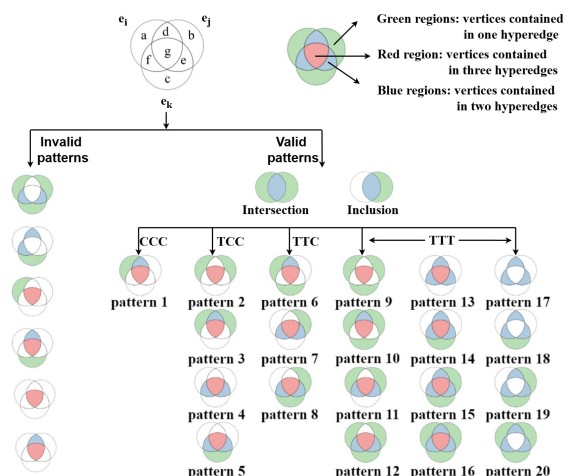 e_i
e_j
a
d
b
g
f
e
c
e_k
Green regions: vertices contained
in one hyperedge
Red region: vertices contained
in three hyperedges
Blue regions: vertices contained
in two hyperedges
Invalid
patterns
Valid
patterns
Intersection
Inclusion
CCC
TCC
TTC
TTT
pattern 1
pattern 2
pattern 6
pattern 9
pattern 13
pattern 17
pattern 3
pattern 7
pattern 10
pattern 14
pattern 18
pattern 4
pattern 8
pattern 11
pattern 15
pattern 19
pattern 5
pattern 12
pattern 16
pattern 20